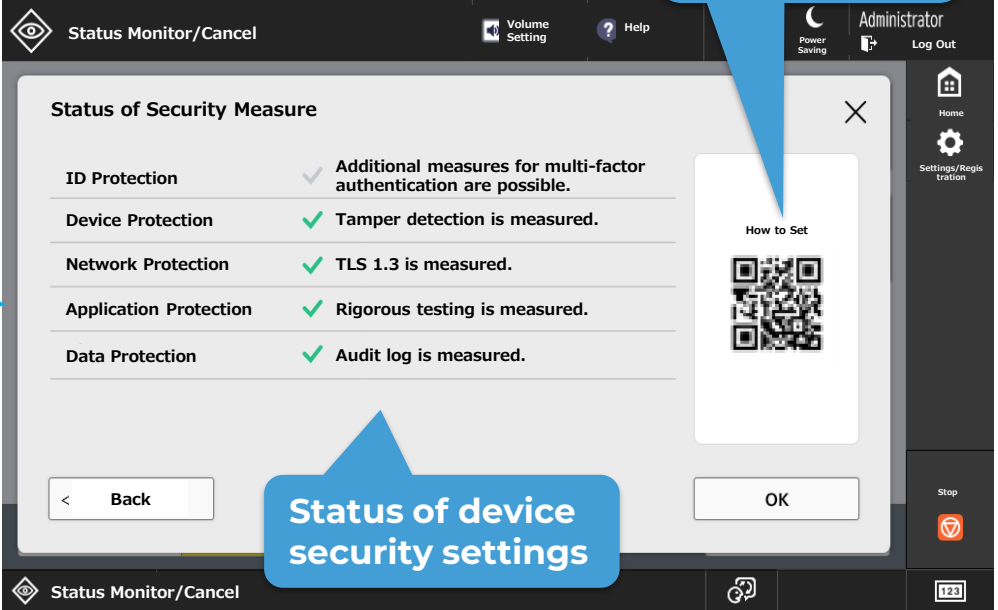 Status Monitor/Cancel
Volume
Setting
?
Help
Power
Saving
Administrator
Log Out
Status of Security Measure
Home
Settings/Regis
tration
ID Protection
Additional measures for multi-factor
authentication are possible.
Device Protection
Tamper detection is measured.
How to Set
Network Protection
TLS 1.3 is measured.
Application Protection
Rigorous testing is measured.
Data Protection
Audit log is measured.
< Back
Status of device
security settings
OK
Stop
Status Monitor/Cancel
123